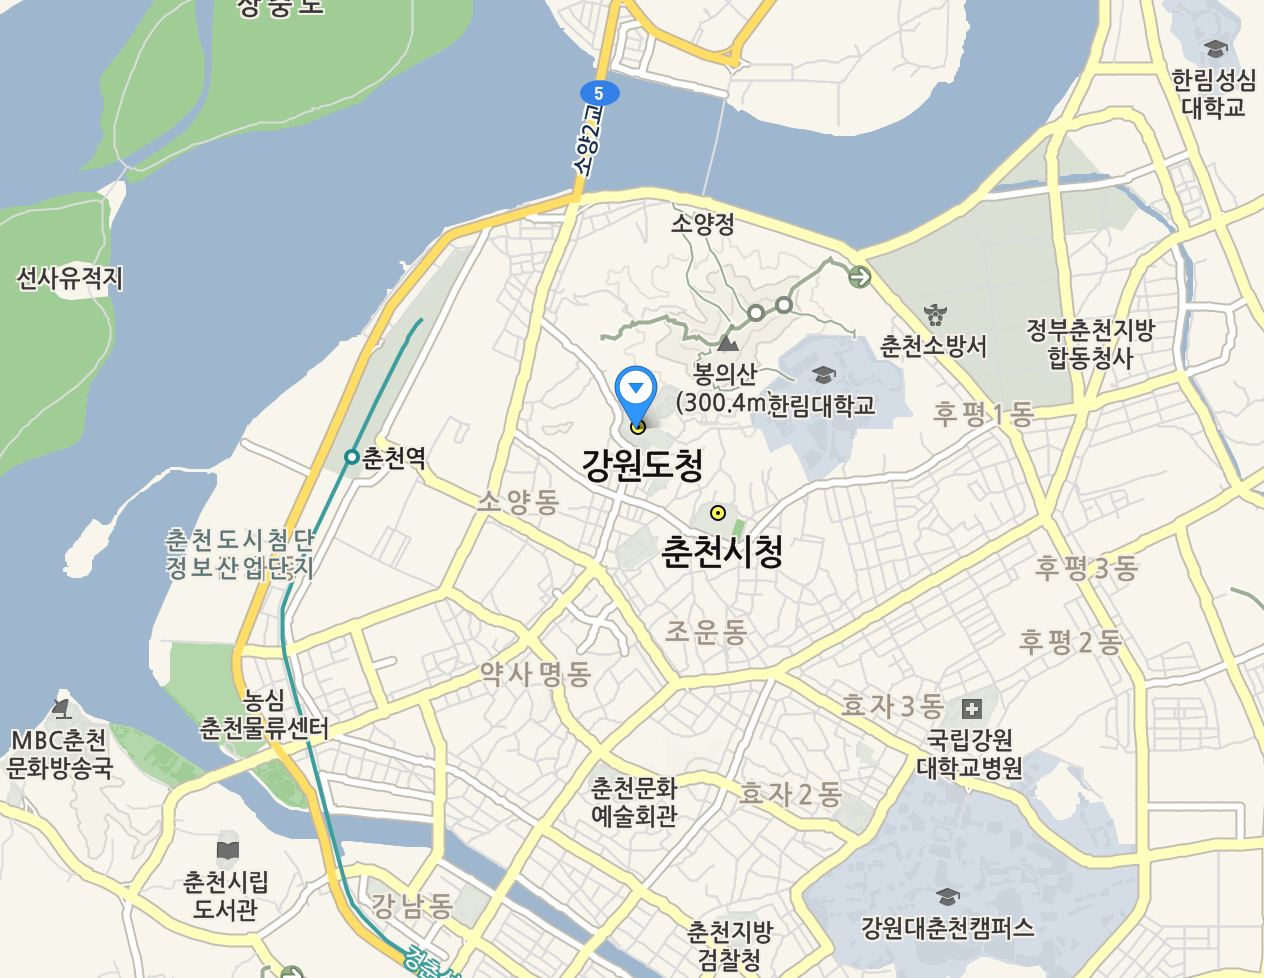 상중도
한림성심
대학교
5
소양2교
소양정
선사유적지
춘천소방서
정부춘천지방
합동청사
봉의산
(300.4m)
한림대학교
후평1동
강원도청
춘천역
소양동
춘천도시첨단
정보산업단지
춘천시청
후평3동
조운동
후평2동
약사명동
농심
춘천물류센터
효자3동
국립강원
대학교병원
MBC춘천
문화방송국
춘천문화
예술회관
효자2동
춘천시립
도서관
강남동
강원대춘천캠퍼스
춘천지방
검찰청